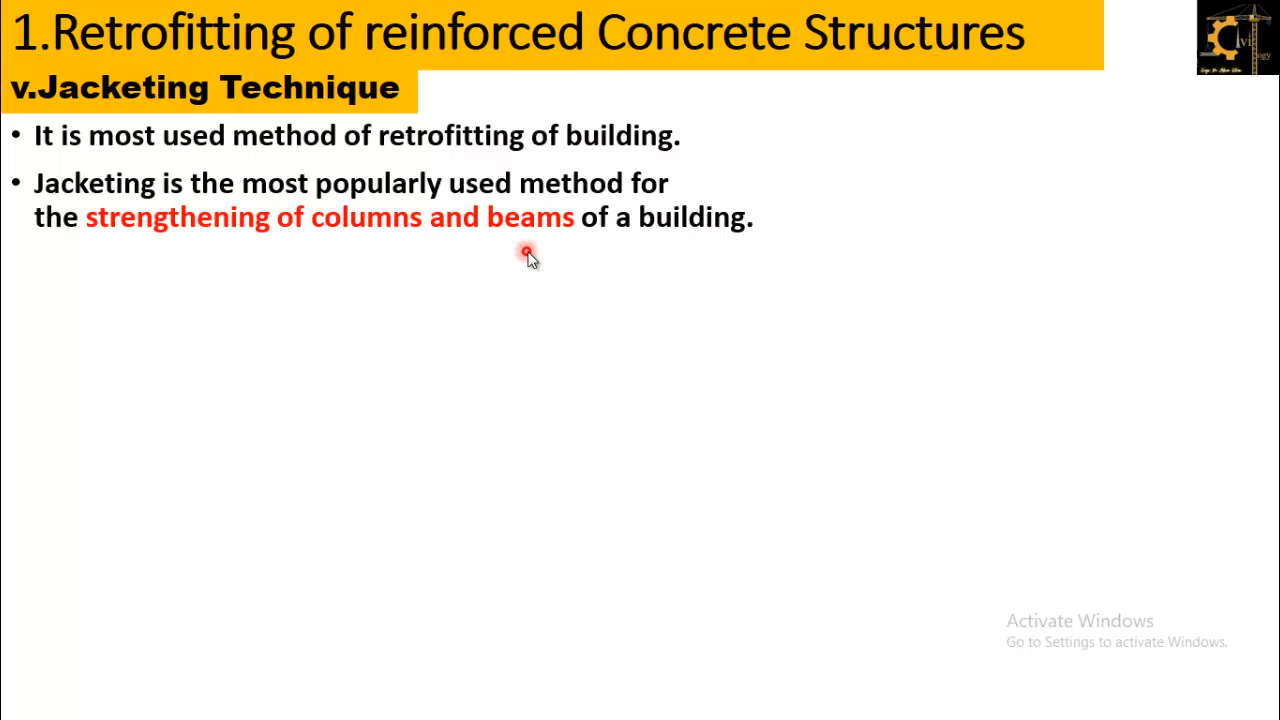 1.Retrofitting of reinforced Concrete Structures
v.Jacketing Technique
• It is most used method of retrofitting of building.
• Jacketing is the most popularly used method for
the strengthening of columns and beams of a building.
Activate Windows
Go to Settings to activate Windows.